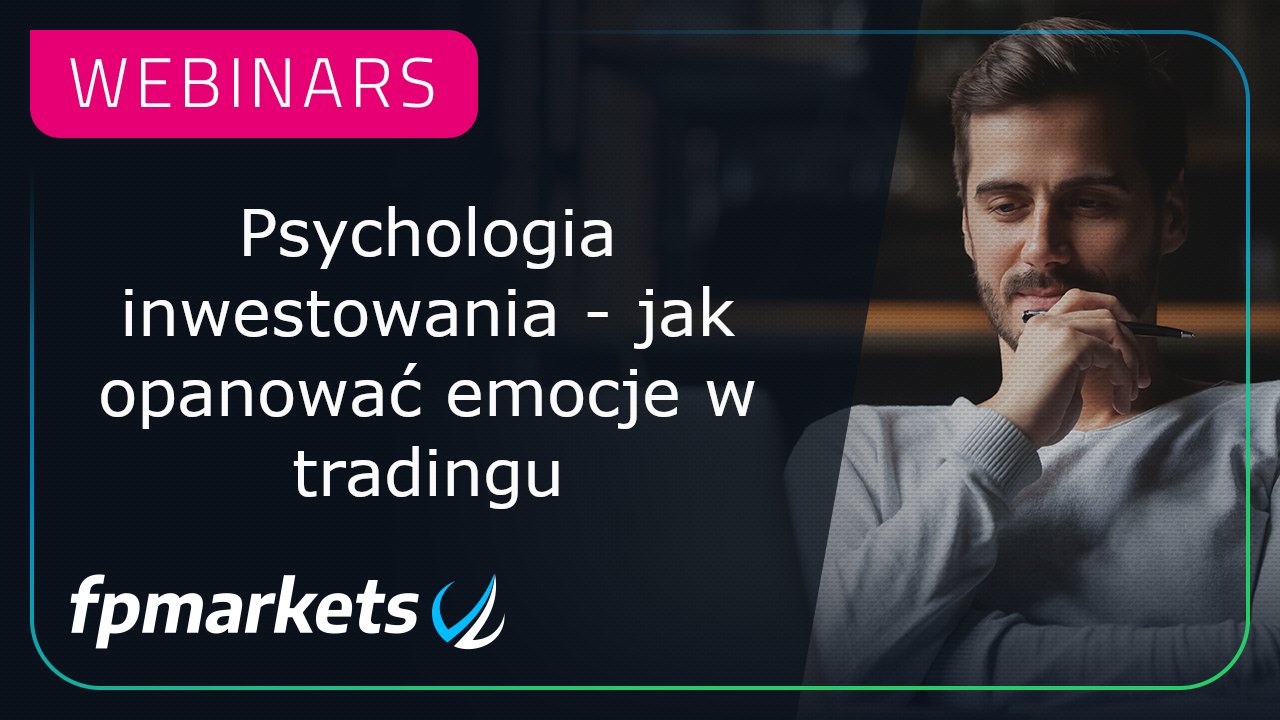 WEBINARS
Psychologia
inwestowania - jak
opanować emocje w
tradingu
fpmarkets